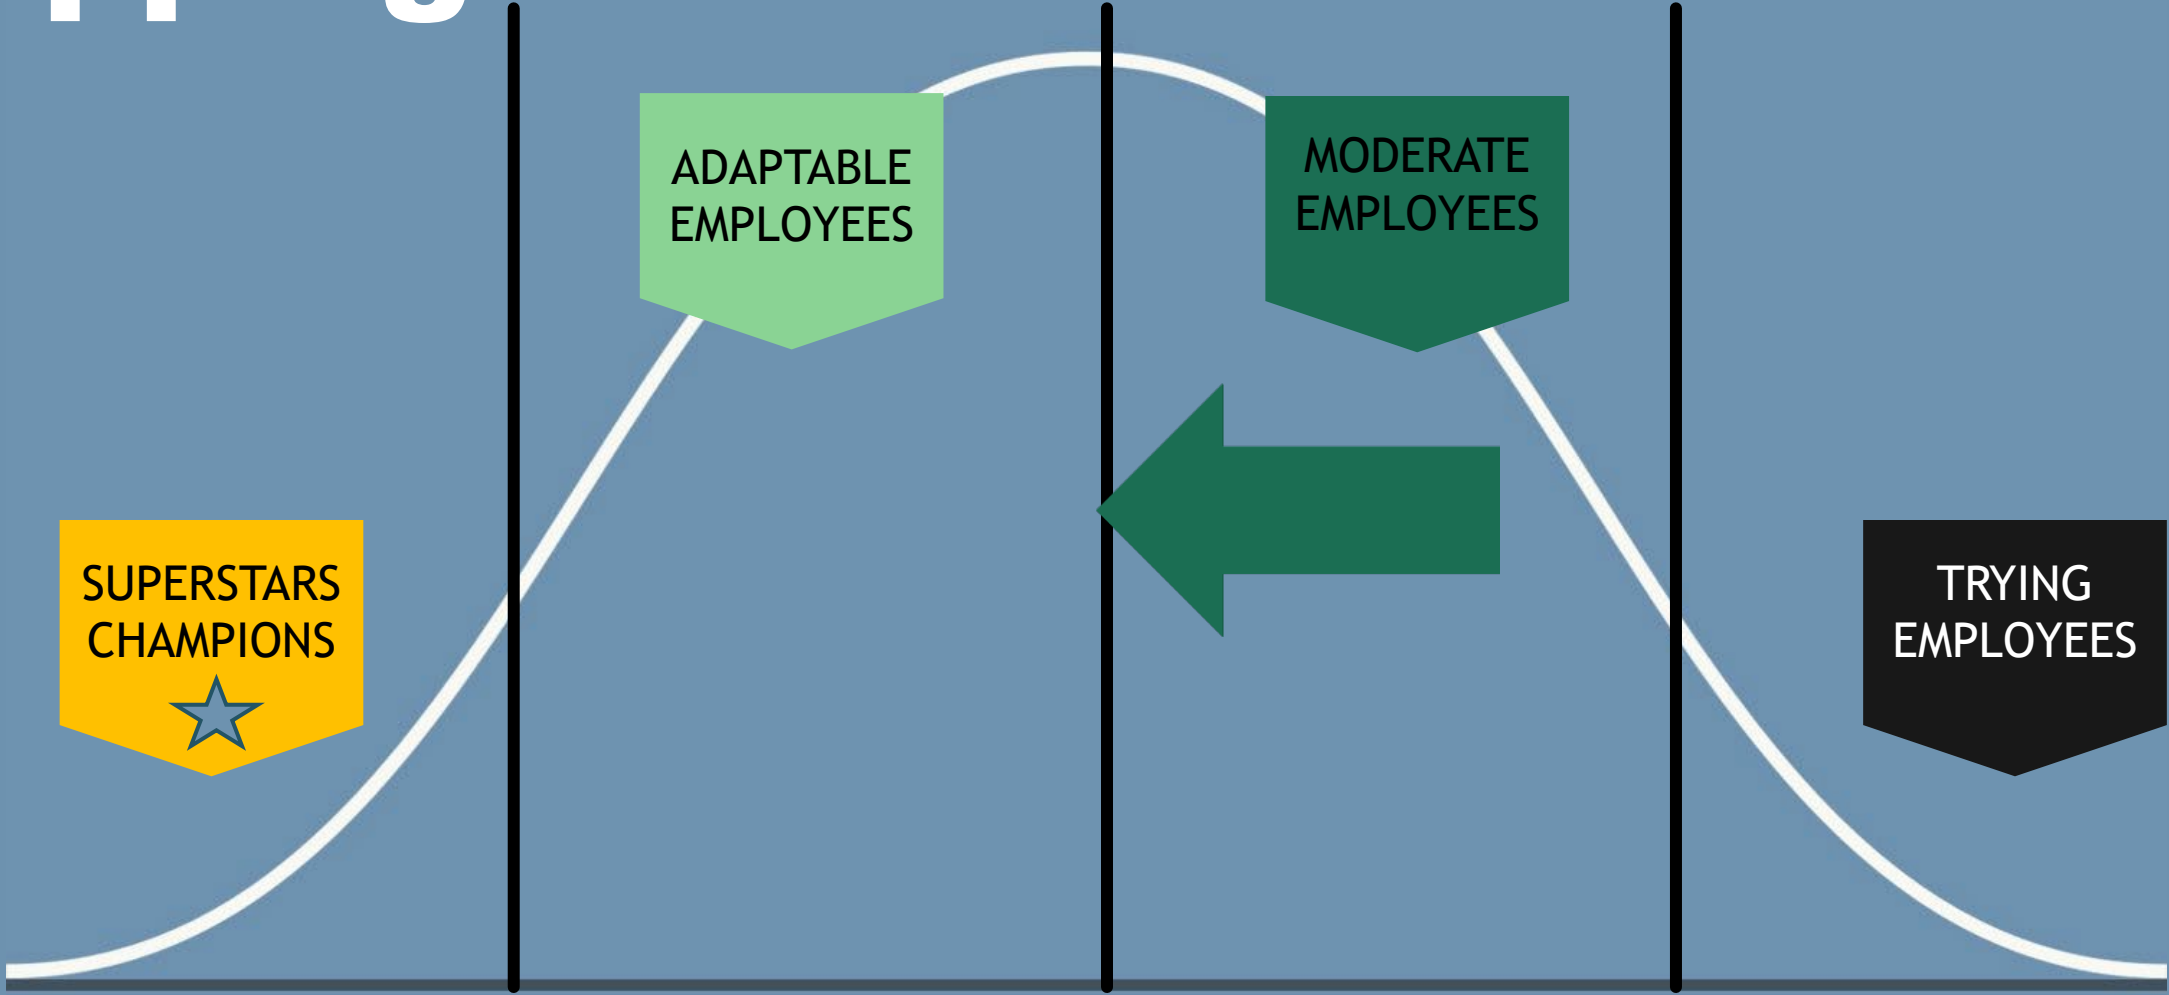 ADAPTABLE
EMPLOYEES
MODERATE
EMPLOYEES
SUPERSTARS
CHAMPIONS
TRYING
EMPLOYEES